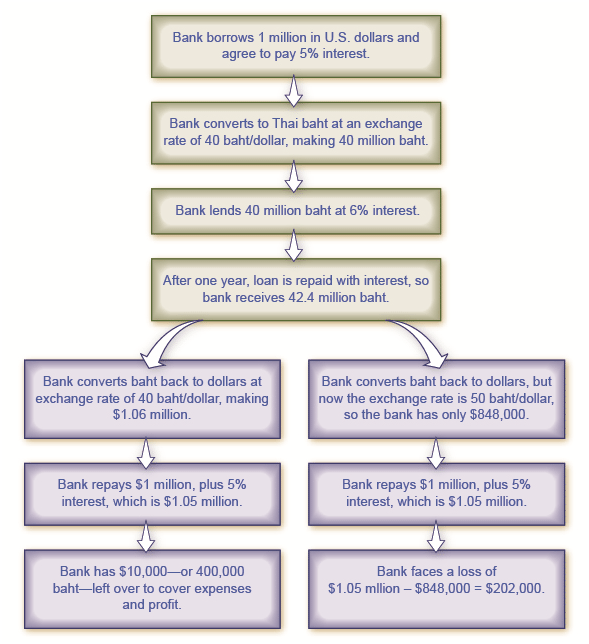 Bank borrows 1 million in U.S. dollars and
agree to pay 5% interest.
Bank converts to Thai baht at an exchange
rate of 40 baht/dollar, making 40 million baht.
Bank lends 40 million baht at 6% interest.
After one year, loan is repaid with interest, so
bank receives 42.4 million baht.
Bank converts baht back to dollars at
exchange rate of 40 baht/dollar, making
$1.06 million.
Bank repays $1 million, plus 5%
interest, which is $1.05 million.
Bank has $10,000—or 400,000
baht—left over to cover expenses
and profit.
Bank converts baht back to dollars, but
now the exchange rate is 50 baht/dollar,
so the bank has only $848,000.
Bank repays $1 million, plus 5%
interest, which is $1.05 million.
Bank faces a loss of
$1.05 mllion – $848,000 = $202,000.